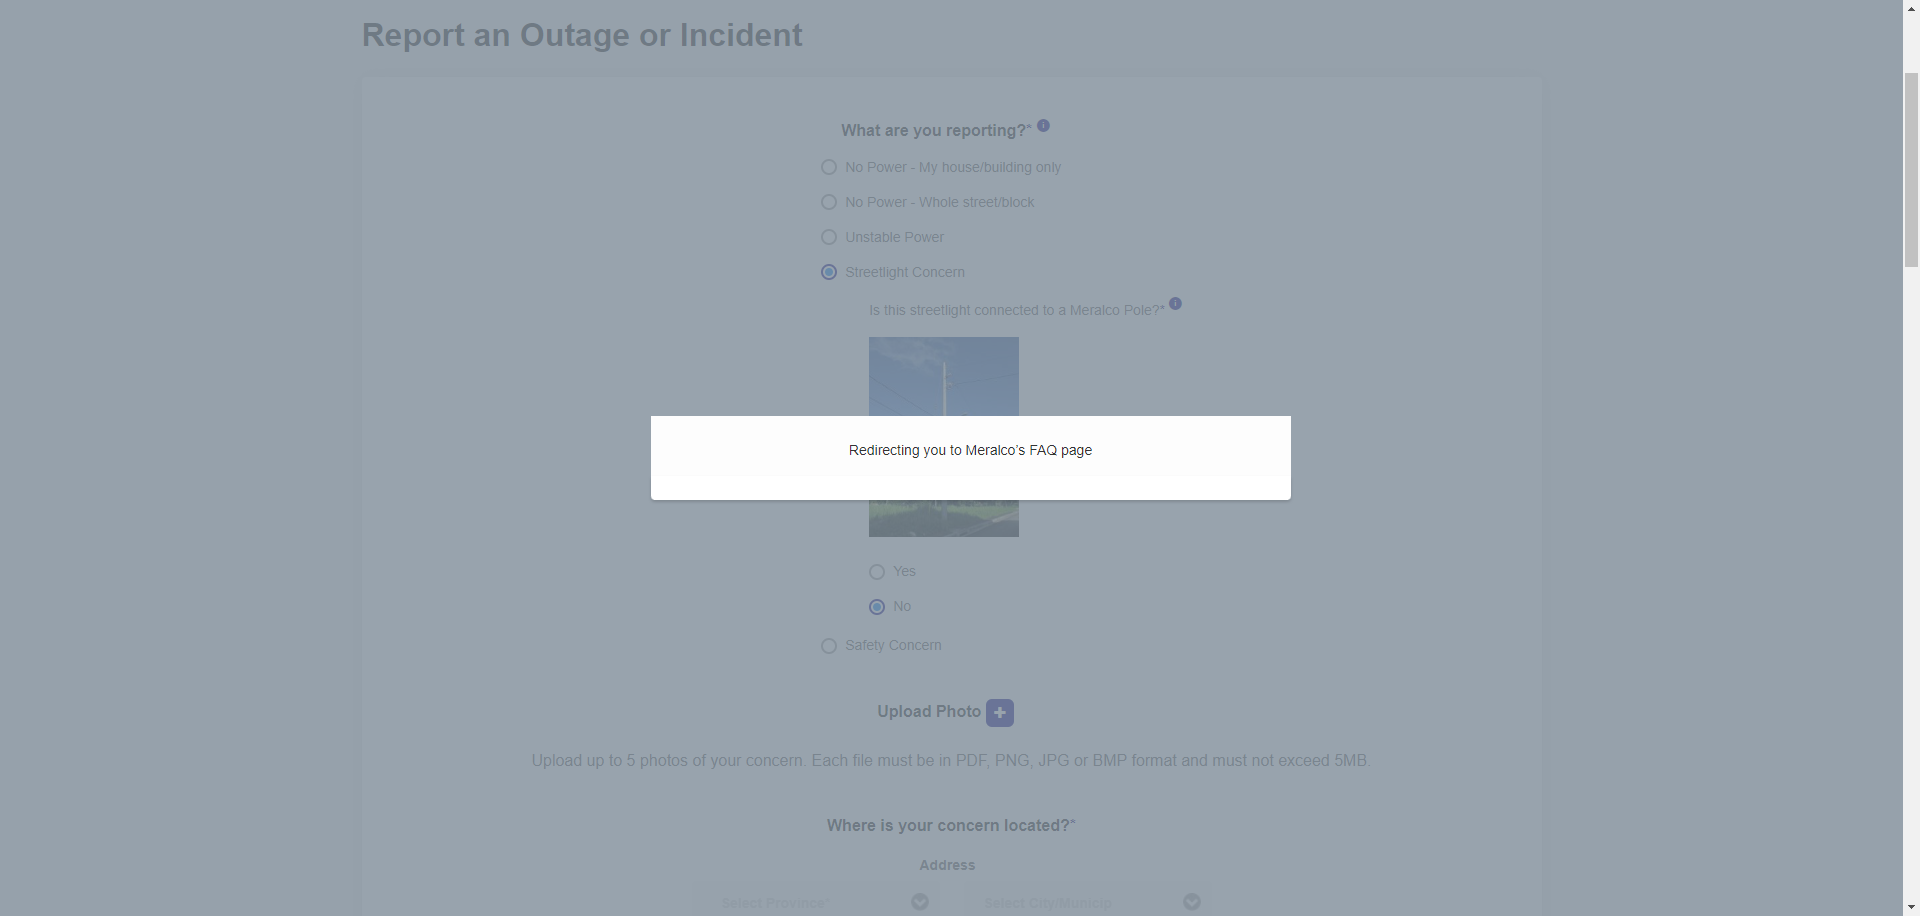 Report an Outage or Incident
What are you reporting?*
No Power - My house/building only
No Power - Whole street/block
Unstable Power
Streetlight Concern
Is this streetlight connected to a Meralco Pole?*
Redirecting you to Meralco’s FAQ page
Yes
No
Safety Concern
Upload Photo
Upload up to 5 photos of your concern. Each file must be in PDF, PNG, JPG or BMP format and must not exceed 5MB.
Where is your concern located?*
Address
Select Province* Select City/Municip